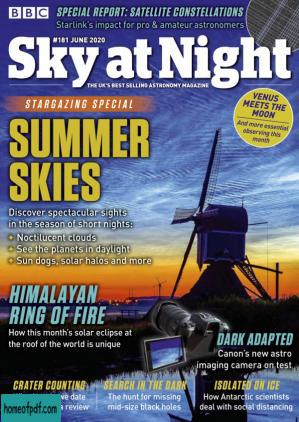 BBC
SPECIAL REPORT: SATELLITE CONSTELLATIONS
Starlink's impact for pro & amateur astronomers
#181 JUNE 2020
Sky at Night
THE UK'S BEST SELLING ASTRONOMY MAGAZINE
STARGAZING SPECIAL
VENUS
MEETS THE
MOON
And more essential
observing this
month
SUMMER
SKIES
Discover spectacular sights
in the season of short nights:
+ Noctilucent clouds
+ See the planets in daylight
+ Sun dogs, solar halos and more
HIMALAYAN
RING OF FIRE
How this month's solar eclipse at
the roof of the world is unique
DARK ADAPTED
Canon's new astro
imaging camera on test
CRATER COUNTING
we date
a review
SEARCH IN THE DARK
The hunt for missing
mid-size black holes
ISOLATED ON ICE
How Antarctic scientists
deal with social distancing
homeofpdf.com